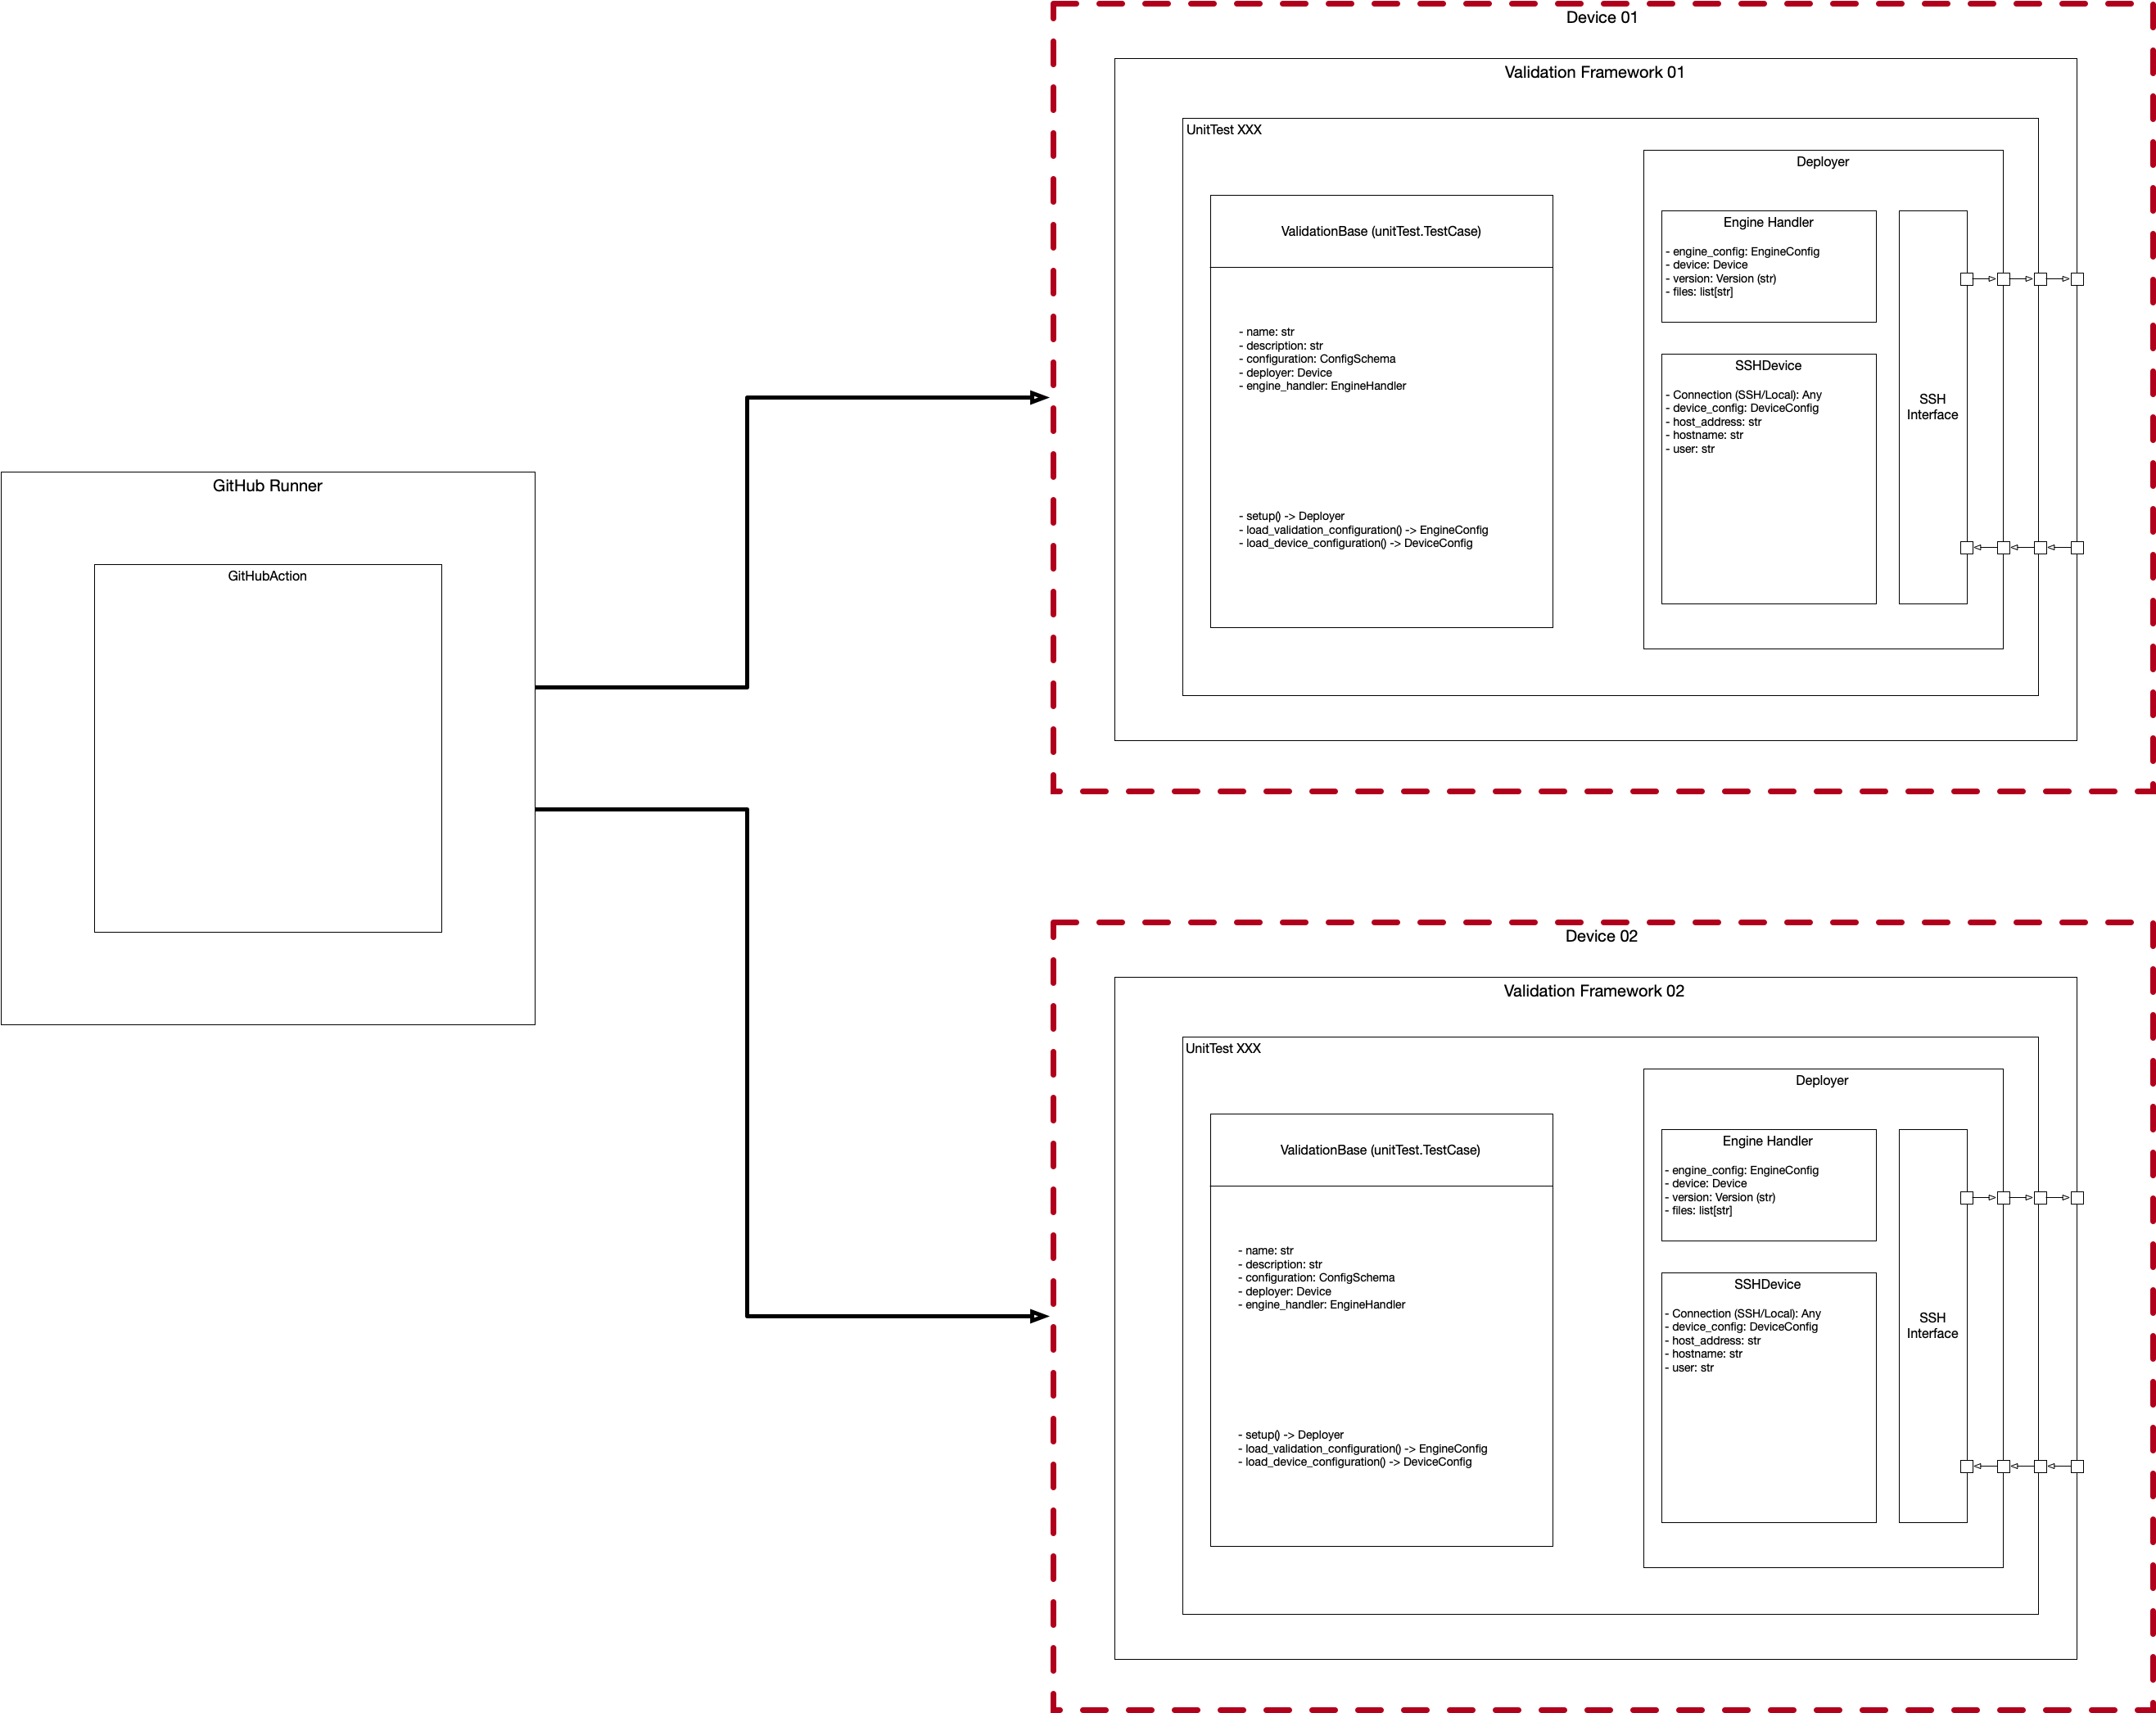 Device 01
Validation Framework 01
UnitTest XXX
Deployer
ValidationBase (unitTest.TestCase)
- name: str
- description: str
- configuration: ConfigSchema
- deployer: Device
- engine_handler: EngineHandler
- setup() -> Deployer
- load_validation_configuration() -> EngineConfig
- load_device_configuration() -> DeviceConfig
Engine Handler
- engine_config: EngineConfig
- device: Device
- version: Version (str)
- files: list[str]
SSHDevice
- Connection (SSH/Local): Any
- device_config: DeviceConfig
- host_address: str
- hostname: str
- user: str
SSH
Interface
GitHub Runner
GitHubAction
Device 02
Validation Framework 02
UnitTest XXX
Deployer
ValidationBase (unitTest.TestCase)
- name: str
- description: str
- configuration: ConfigSchema
- deployer: Device
- engine_handler: EngineHandler
- setup() -> Deployer
- load_validation_configuration() -> EngineConfig
- load_device_configuration() -> DeviceConfig
Engine Handler
- engine_config: EngineConfig
- device: Device
- version: Version (str)
- files: list[str]
SSHDevice
- Connection (SSH/Local): Any
- device_config: DeviceConfig
- host_address: str
- hostname: str
- user: str
SSH
Interface